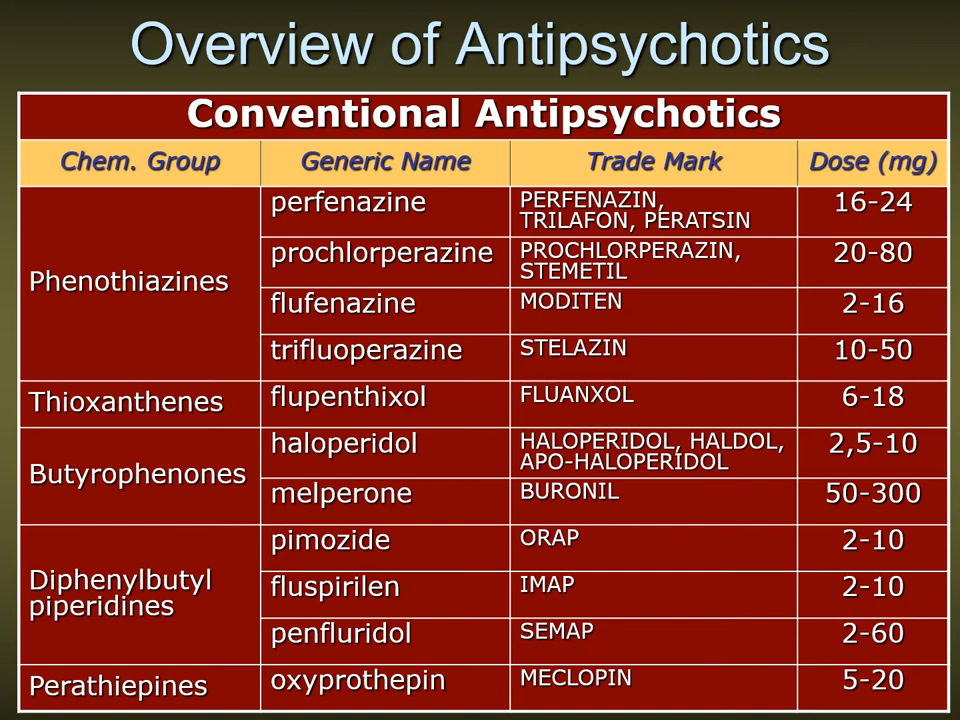 Overview of Antipsychotics
Conventional Antipsychotics
Chem. Group Generic Name Trade Mark Dose (mg)
Phenothiazines
perfenazine PERFENAZIN,
TRILAFON, PERATSIN 16-24
prochlorperazine PROCHLORPERAZIN,
STEMETIL 20-80
flufenazine MODITEN 2-16
trifluoperazine STELAZIN 10-50
Thioxanthenes flupenthixol FLUANXOL 6-18
Butyrophenones
haloperidol HALOPERIDOL, HALDOL,
APO-HALOPERIDOL 2,5-10
melperone BURONIL 50-300
Diphenylbutyl
piperidines
pimozide ORAP 2-10
fluspirilen IMAP 2-10
penfluridol SEMAP 2-60
Perathiepines oxyprothepin MECLOPIN 5-20